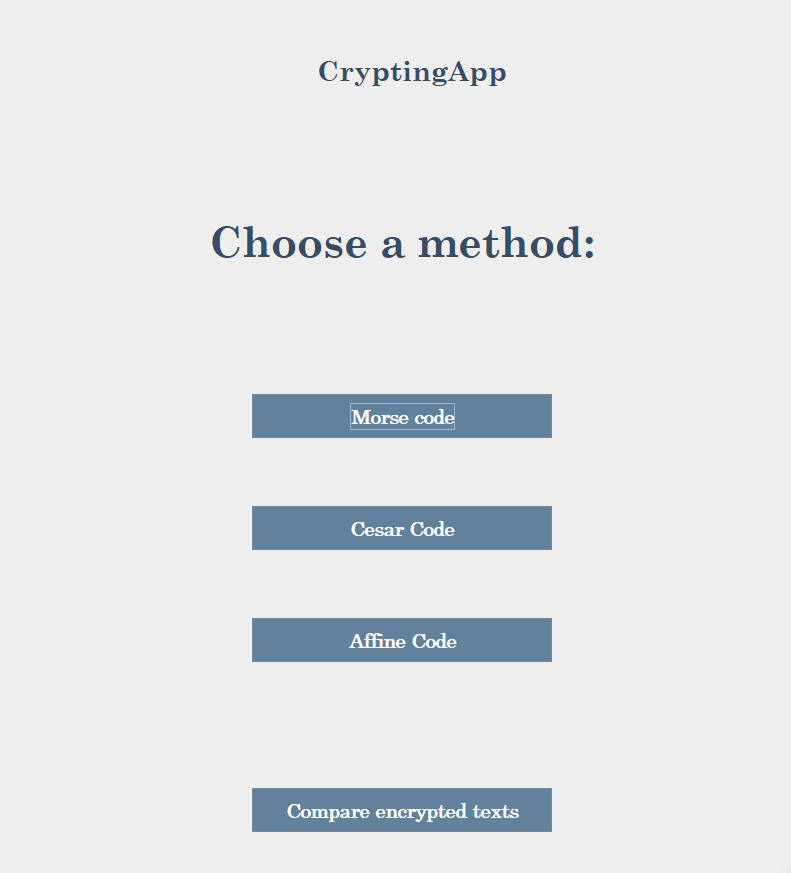 CryptingApp
Choose a method:
Morse code
Cesar Code
Affine Code
Compare encrypted texts